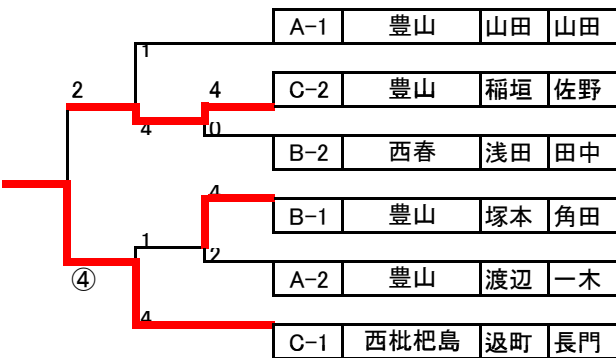 A-1 豊山 山田 山田
1
2 4 C-2 豊山 稲垣 佐野
4 0
B-2 西春 浅田 田中
4
B-1 豊山 塚本 角田
1 2
④ A-2 豊山 渡辺 一木
4
C-1 西枇杷島 返町 長門